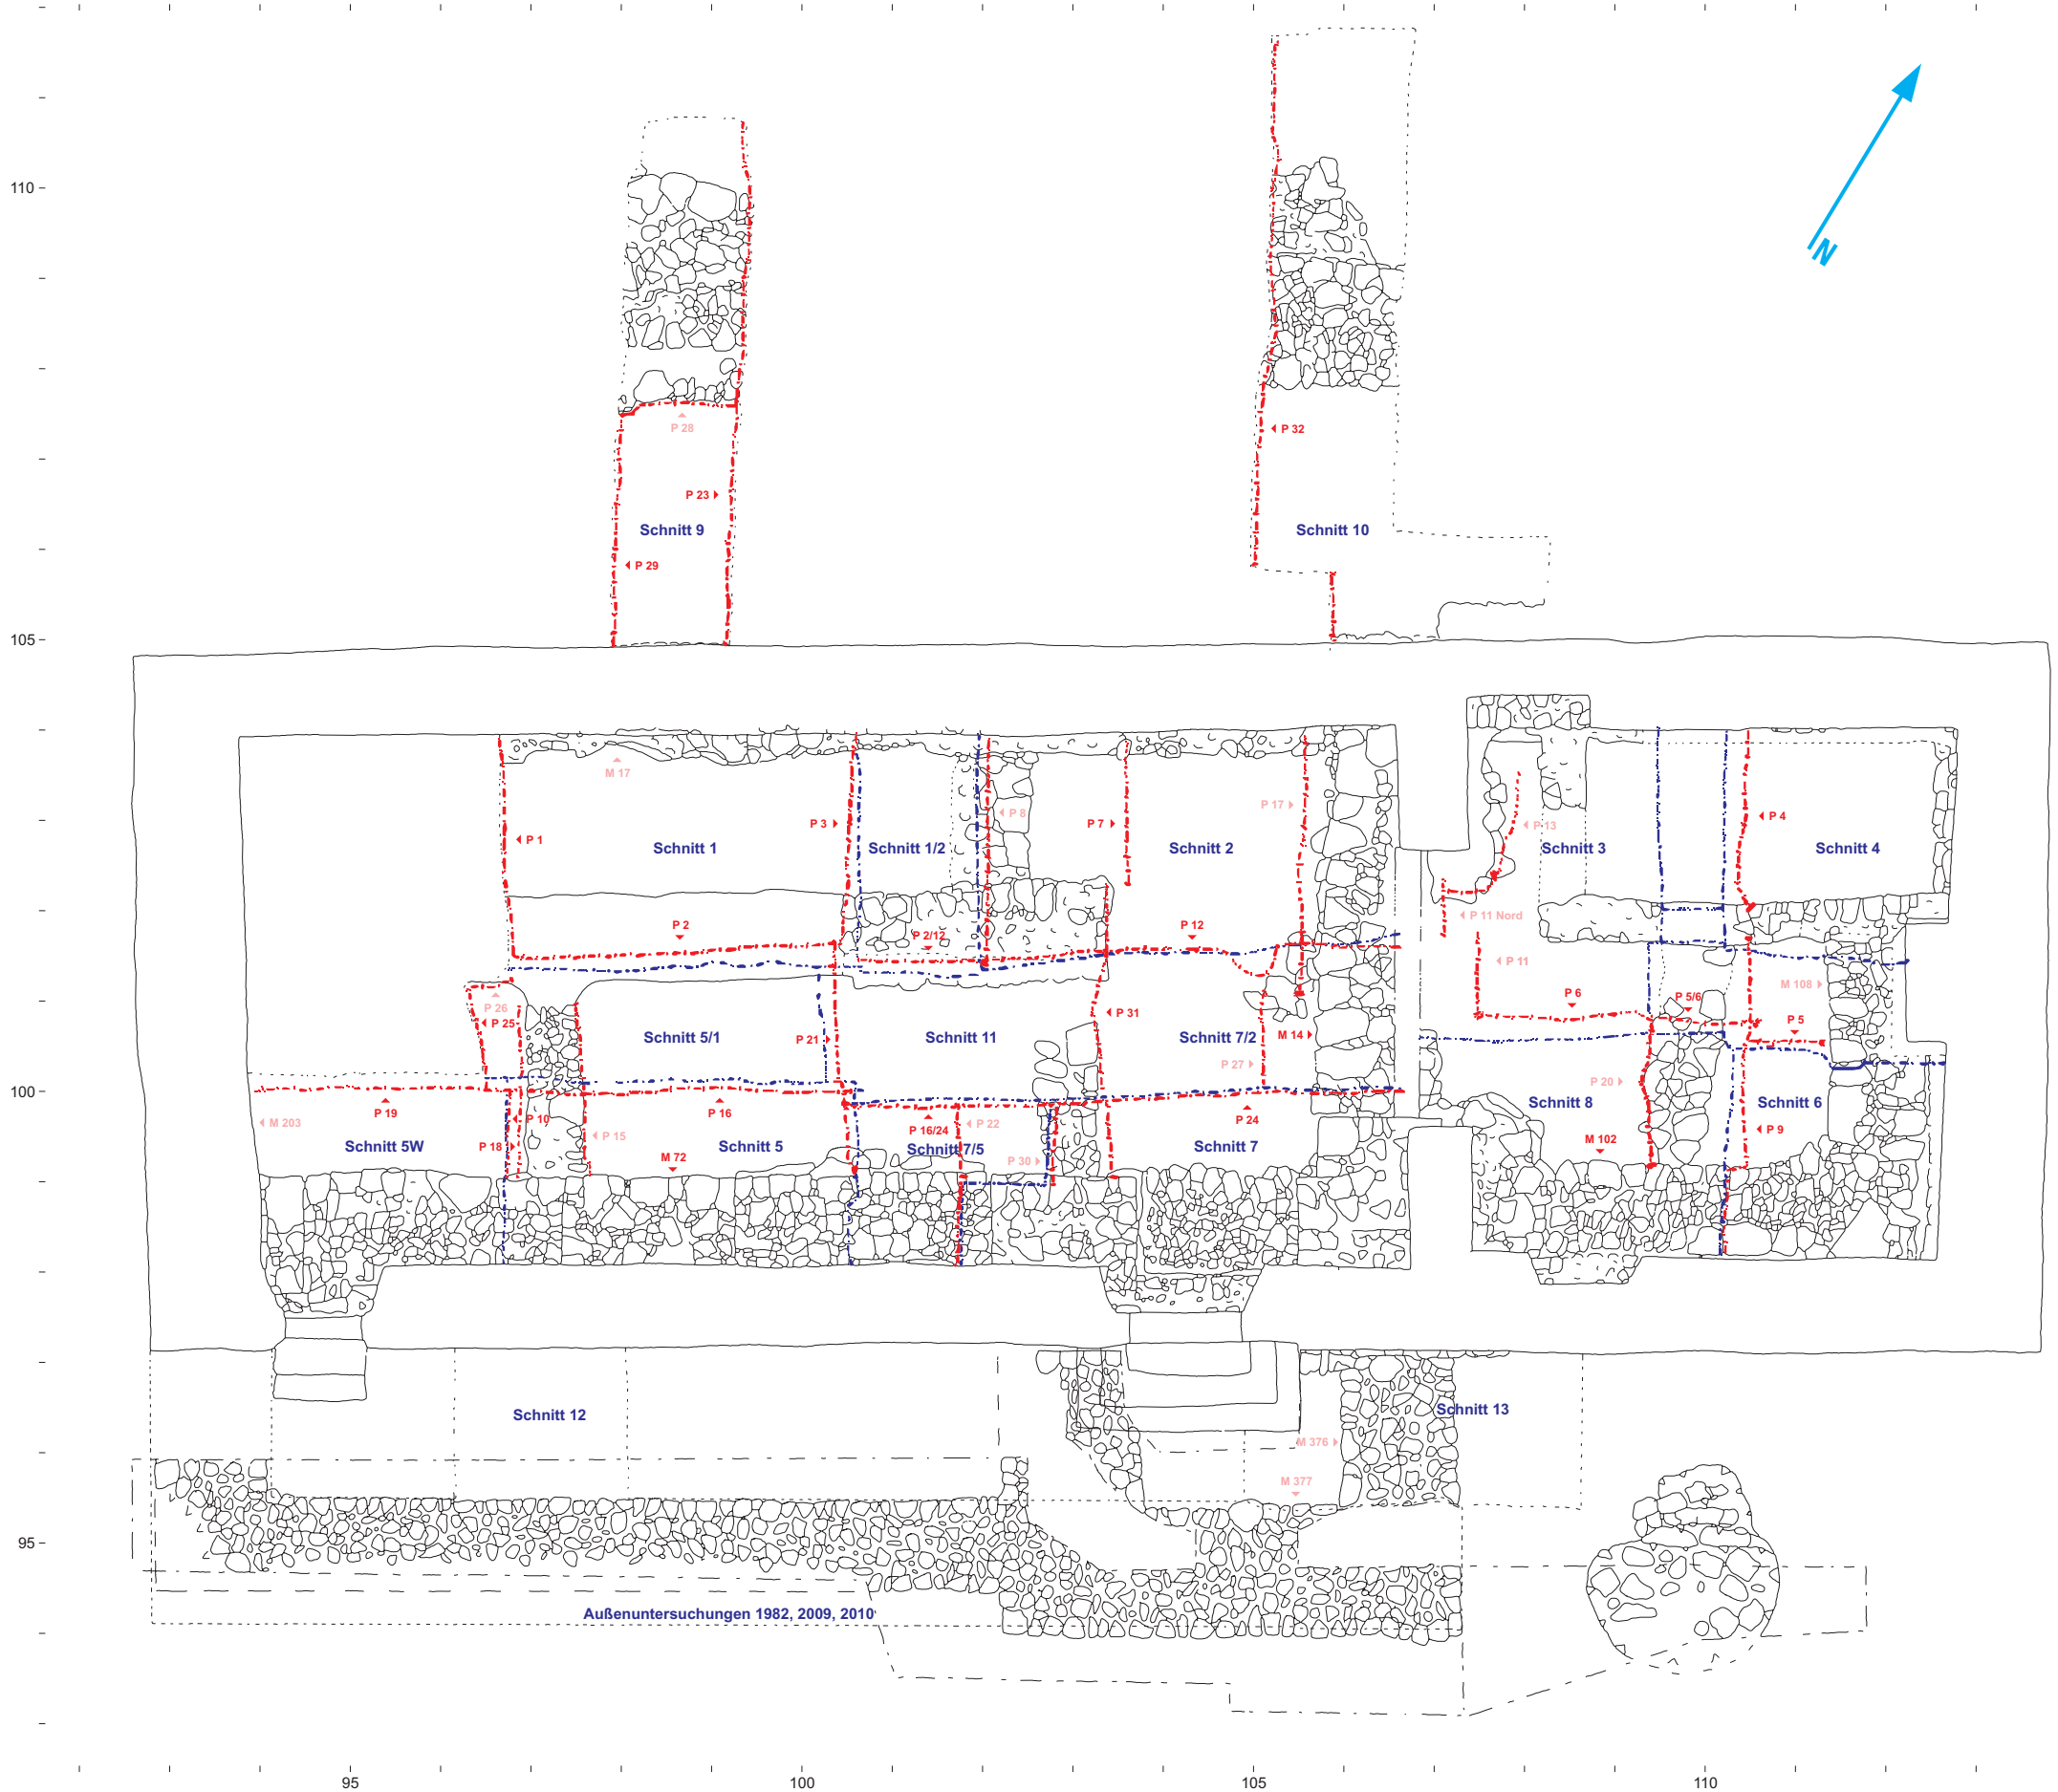 N
110
P 28
P 32
P 23
Schnitt 9
Schnitt 10
P 29
105
M 17
P 17
P 8
P 3
P 7
P 13
P 4
P 1
Schnitt 1
Schnitt 1/2
Schnitt 2
Schnitt 3
Schnitt 4
P 11 Nord
P 2
P 2/12
P 12
P 11
M 108
P 6
P 5/6
P 26
P 31
P 25
P 5
M 14
P 21
Schnitt 5/1
Schnitt 11
Schnitt 7/2
P 27
P 20
100
Schnitt 8
Schnitt 6
P 19
P 16
P 10
P 24
M 203
P 16/24
P 22
P 9
P 15
M 102
Schnitt 5W
P 18
Schnitt 5
Schnitt 7/5
Schnitt 7
M 72
P 30
Schnitt 12
Schnitt 13
M 376
M 377
95
Außenuntersuchungen 1982, 2009, 2010
95
100
105
110